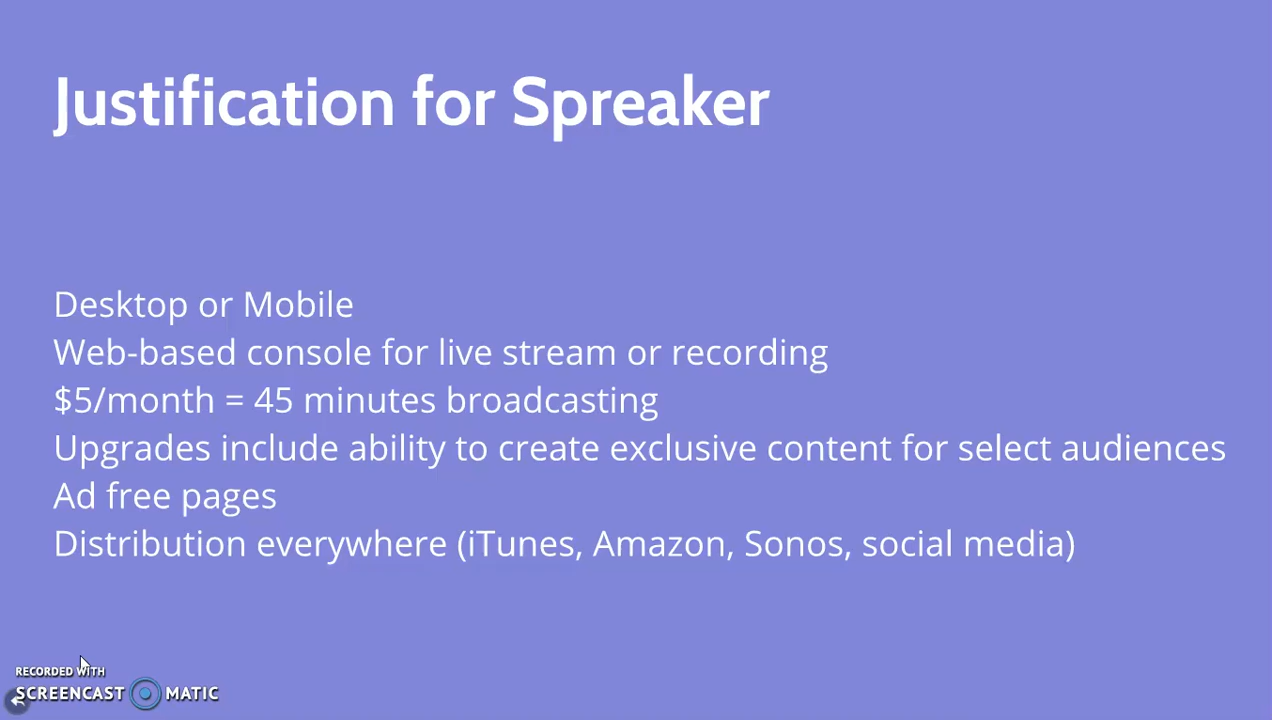 Justification for Spreaker
Desktop or Mobile
Web-based console for live stream or recording
$5/month = 45 minutes broadcasting
Upgrades include ability to create exclusive content for select audiences
Ad free pages
Distribution everywhere (iTunes, Amazon, Sonos, social media)
RECORDED WITH
SCREENCAST MATIC